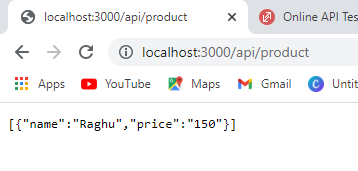 localhost:3000/api/product
Online API Tes
localhost:3000/api/product
Apps YouTube Maps Gmail Untit
[{"name":"Raghu","price":"150"}]